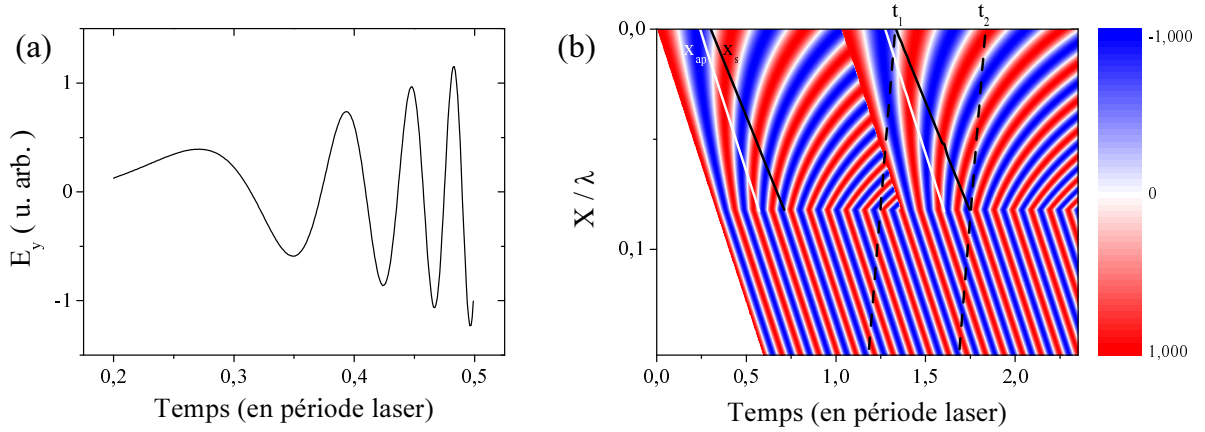 (a)
E_y ( u. arb. )
1
0
-1
0,2
0,3
0,4
0,5
Temps (en période laser)
(b)
t_1
t_2
X / λ
0,0
0,1
x_ap
x_s
0,0
0,5
1,0
1,5
2,0
Temps (en période laser)
-1,000
0
1,000